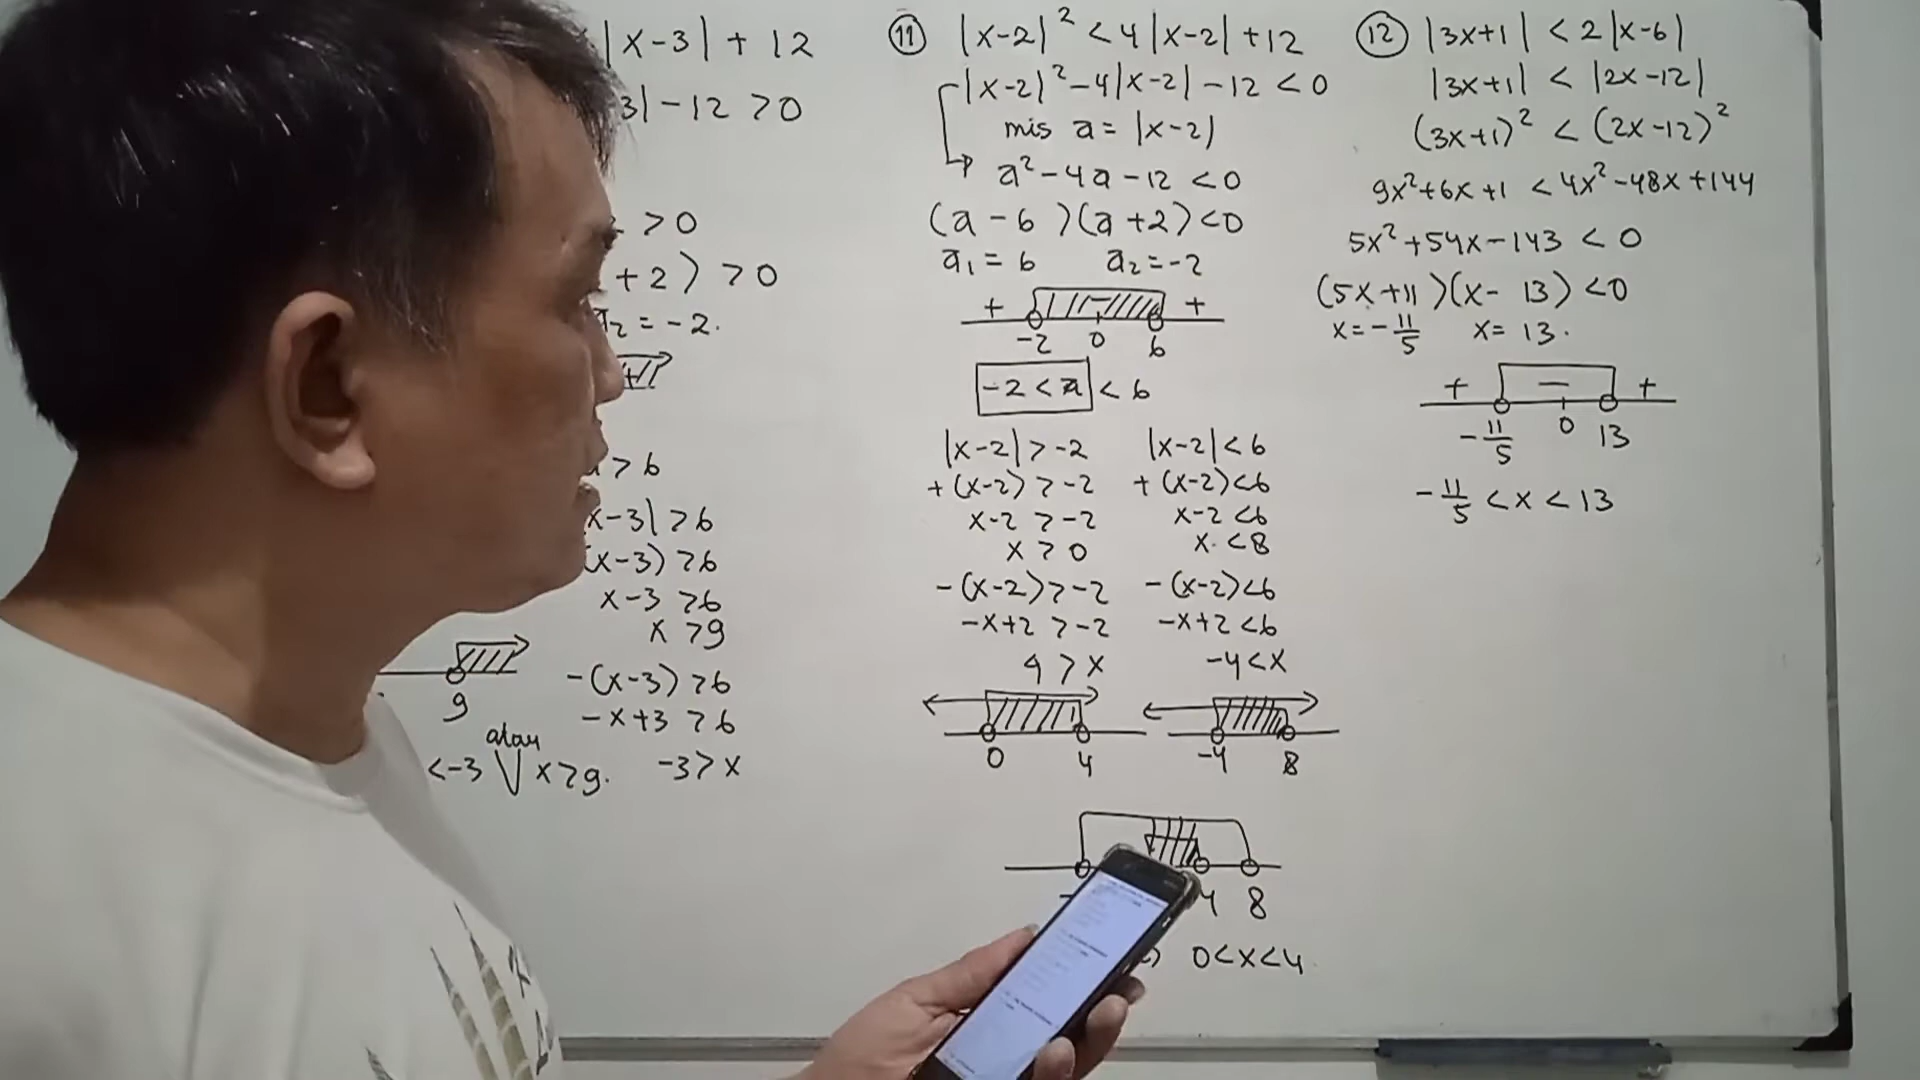 |x-3| + 12
3| - 12 > 0
> 0
+ 2) > 0
a₂ = -2.
+
> 6
x-3| > 6
(x-3) > 6
x-3 > 6
x > 9
9
-(x-3) > 6
-x+3 > 6
atau
<-3 V x > 9.
-3 > x
11
|x-2|² < 4|x-2| + 12
|x-2|² - 4|x-2| - 12 < 0
mis a = |x-2|
a² - 4a - 12 < 0
(a - 6)(a + 2) < 0
a₁ = 6 a₂ = -2
+ - +
-2 0 6
-2 < a < 6
|x-2| > -2
+(x-2) > -2
x-2 > -2
x > 0
-(x-2) > -2
-x+2 > -2
4 > x
0 4
|x-2| < 6
+(x-2) < 6
x-2 < 6
x < 8
-(x-2) < 6
-x+2 < 6
-4 < x
-4 8
4 8
0 < x < 4
12
|3x+1| < 2|x-6|
|3x+1| < |2x-12|
(3x+1)² < (2x-12)²
9x²+6x+1 < 4x²-48x+144
5x²+54x-143 < 0
(5x+11)(x- 13) < 0
x = -11/5 x = 13.
+ - +
-11/5 0 13
-11/5 < x < 13